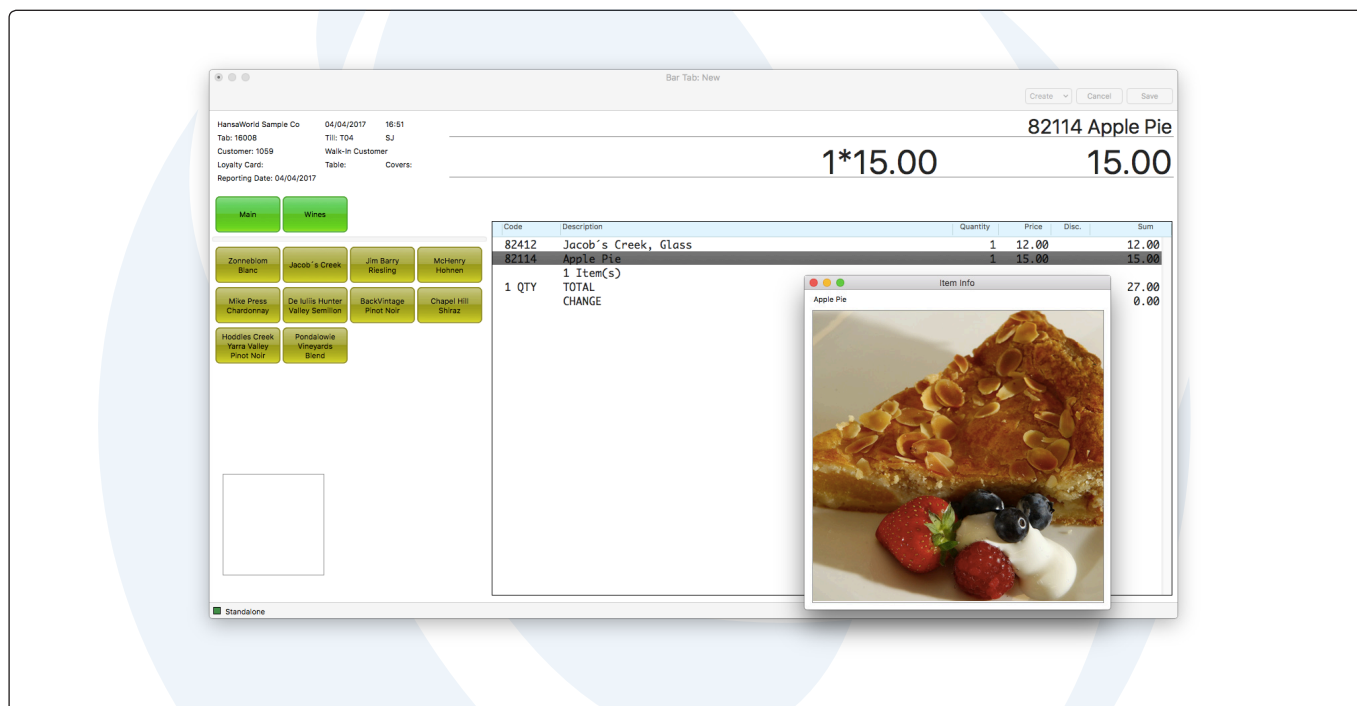 Bar Tab: New
Create Cancel Save
HansaWorld Sample Co 04/04/2017 16:51
Tab: 16008 Till: T04 SJ
Customer: 1059 Walk-In Customer
Loyalty Card: Table: Covers:
Reporting Date: 04/04/2017
82114 Apple Pie
1*15.00 15.00
Main Wines
Zonneblom Blanc
Jacob´s Creek
Jim Barry Riesling
McHenry Hohnen
Mike Press Chardonnay
De Iuliis Hunter Valley Semillon
BackVintage Pinot Noir
Chapel Hill Shiraz
Hoddles Creek Yarra Valley Pinot Noir
Pondalowie Vineyards Blend
Code Description Quantity Price Disc. Sum
82412 Jacob´s Creek, Glass 1 12.00 12.00
82114 Apple Pie 1 15.00 15.00
1 Item(s)
1 QTY TOTAL 27.00
CHANGE 0.00
Item Info
Apple Pie
Standalone